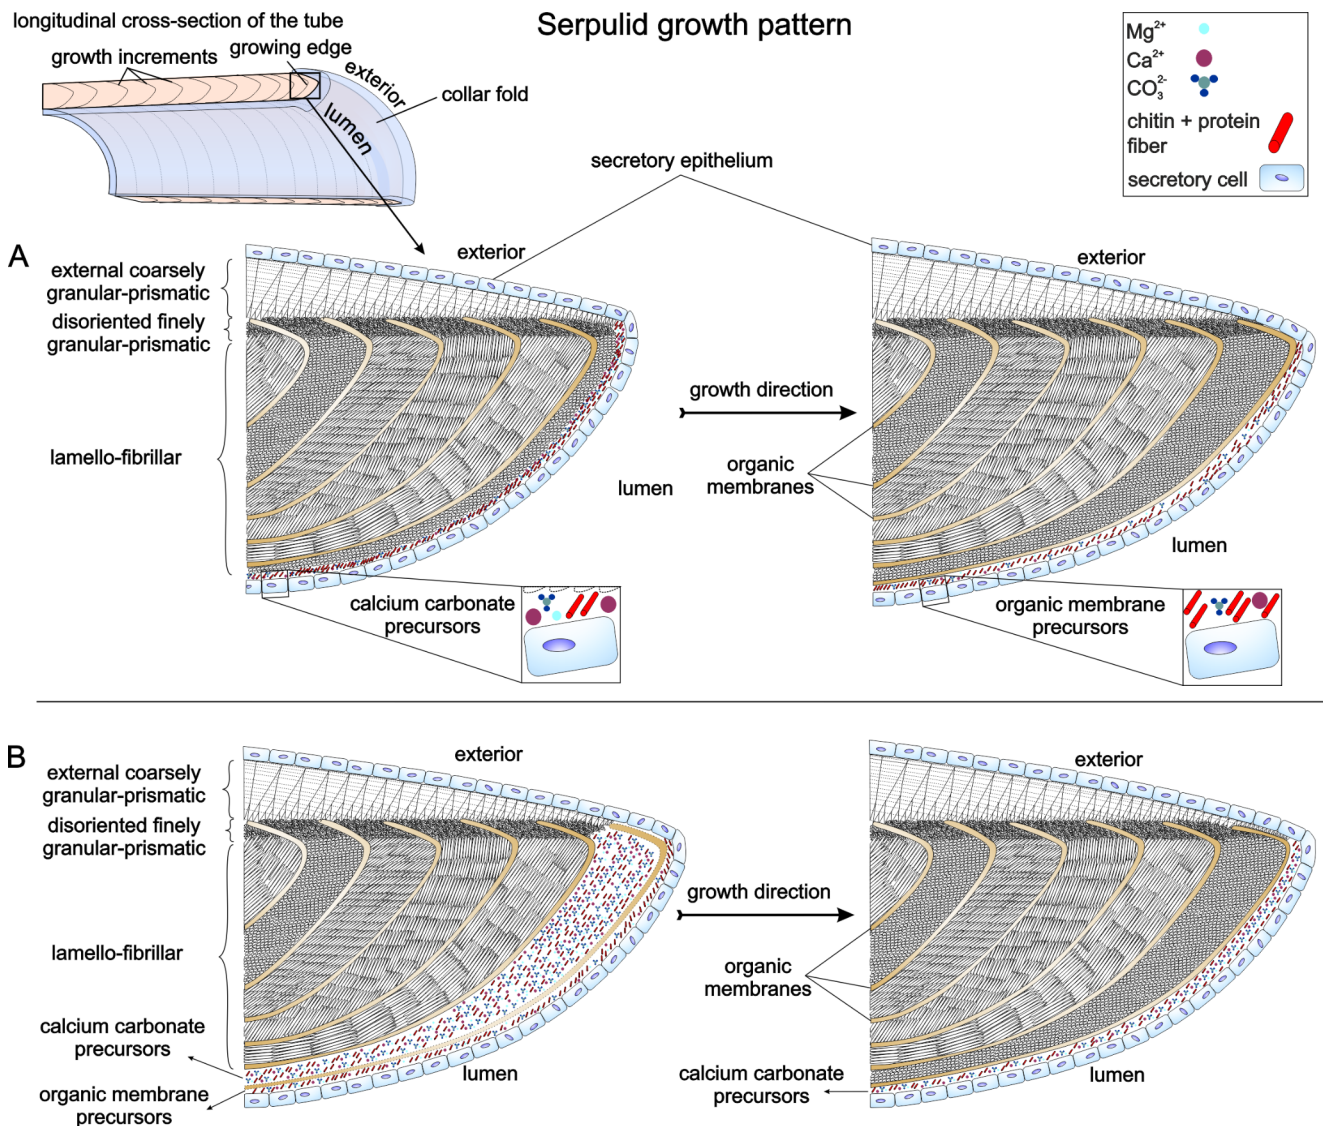 Serpulid growth pattern
longitudinal cross-section of the tube
growth increments
growing edge
exterior
collar fold
lumen
Mg²⁺
Ca²⁺
CO₃²⁻
chitin + protein
fiber
secretory cell
secretory epithelium
A
external coarsely
granular-prismatic
disoriented finely
granular-prismatic
lamello-fibrillar
exterior
lumen
calcium carbonate
precursors
growth direction
organic
membranes
exterior
lumen
organic membrane
precursors
B
external coarsely
granular-prismatic
disoriented finely
granular-prismatic
lamello-fibrillar
calcium carbonate
precursors
organic membrane
precursors
exterior
lumen
growth direction
organic
membranes
calcium carbonate
precursors
exterior
lumen